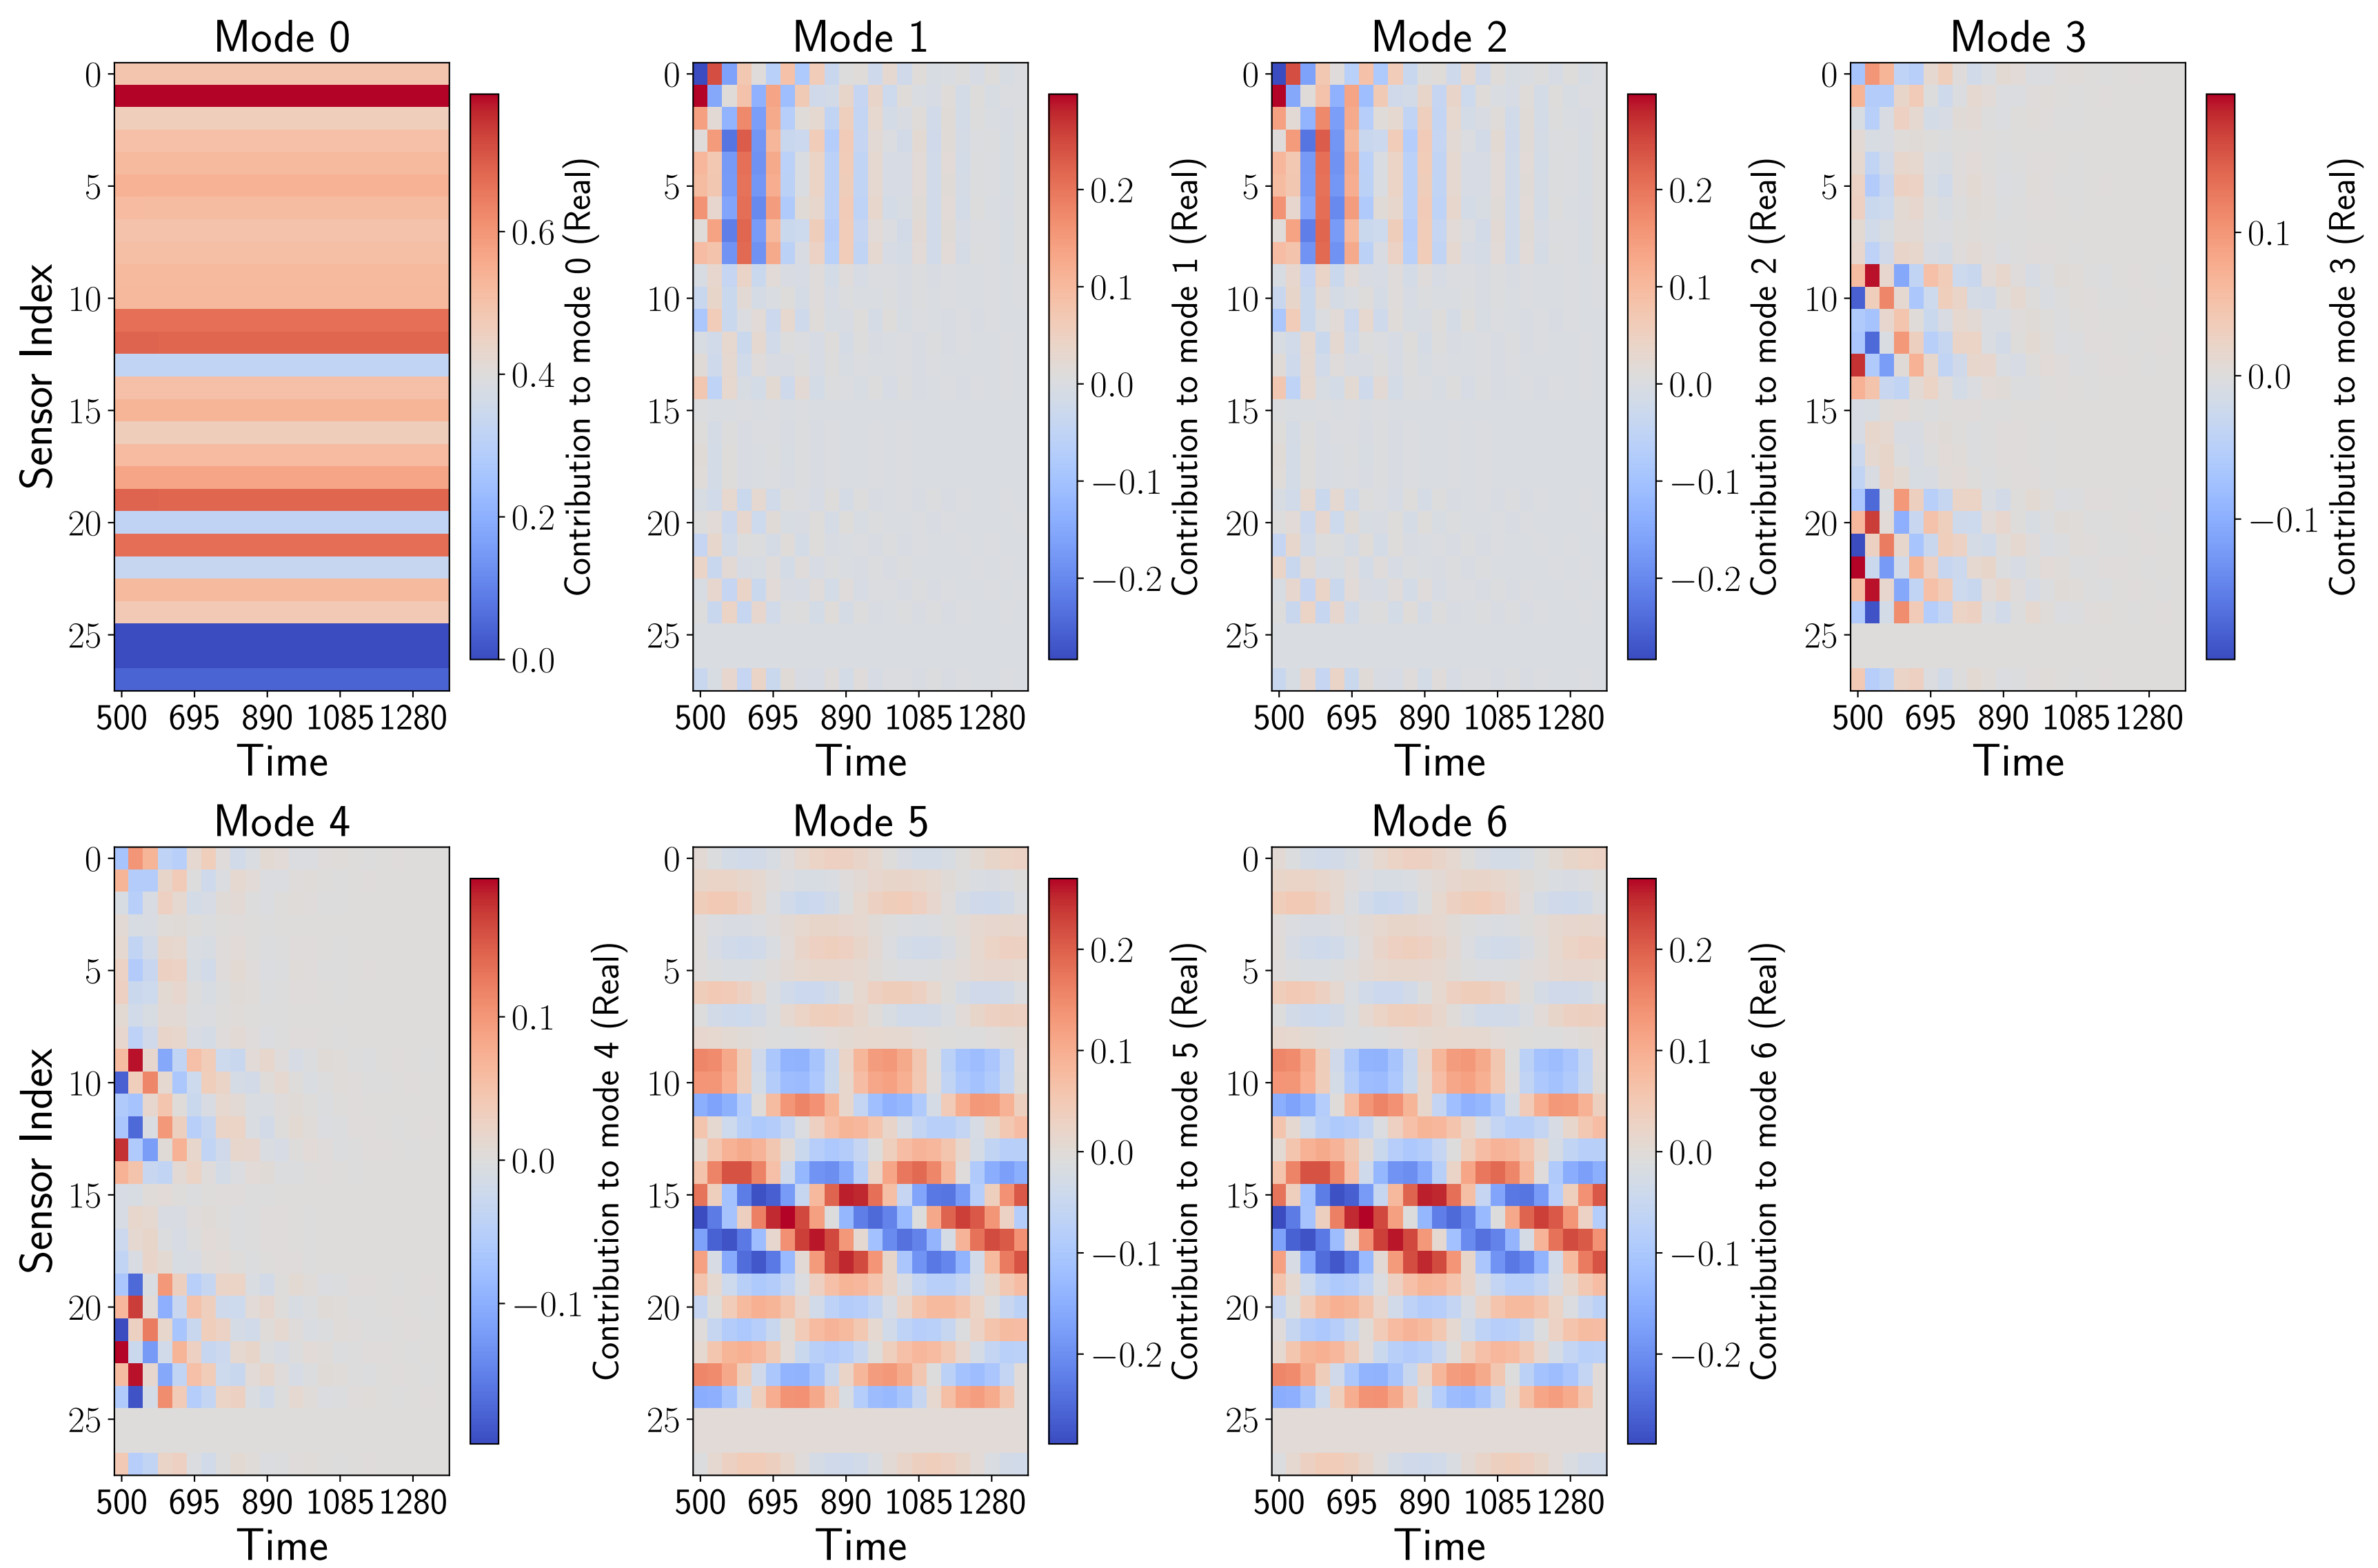 Mode 0
Mode 1
Mode 2
Mode 3
0
5
10
15
20
25
Sensor Index
500 695 890 1085 1280
Time
0.6
0.4
0.2
0.0
Contribution to mode 0 (Real)
0
5
10
15
20
25
500 695 890 1085 1280
Time
0.2
0.1
0.0
−0.1
−0.2
Contribution to mode 1 (Real)
0
5
10
15
20
25
500 695 890 1085 1280
Time
0.2
0.1
0.0
−0.1
−0.2
Contribution to mode 2 (Real)
0
5
10
15
20
25
500 695 890 1085 1280
Time
0.1
0.0
−0.1
Contribution to mode 3 (Real)
Mode 4
Mode 5
Mode 6
0
5
10
15
20
25
Sensor Index
500 695 890 1085 1280
Time
0.1
0.0
−0.1
Contribution to mode 4 (Real)
0
5
10
15
20
25
500 695 890 1085 1280
Time
0.2
0.1
0.0
−0.1
−0.2
Contribution to mode 5 (Real)
0
5
10
15
20
25
500 695 890 1085 1280
Time
0.2
0.1
0.0
−0.1
−0.2
Contribution to mode 6 (Real)